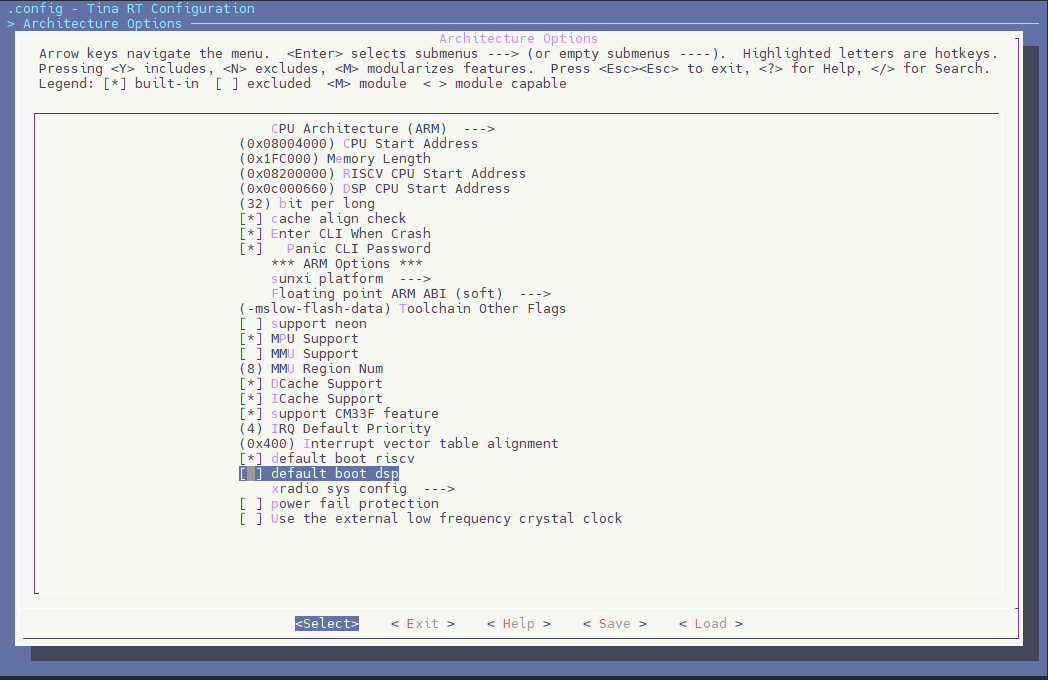 .config - Tina RT Configuration
> Architecture Options
Architecture Options
Arrow keys navigate the menu.  <Enter> selects submenus ---> (or empty submenus ----).  Highlighted letters are hotkeys.
Pressing <Y> includes, <N> excludes, <M> modularizes features.  Press <Esc><Esc> to exit, <?> for Help, </> for Search.
Legend: [*] built-in  [ ] excluded  <M> module  < > module capable
CPU Architecture (ARM)  --->
(0x08004000) CPU Start Address
(0x1FC000) Memory Length
(0x08200000) RISCV CPU Start Address
(0x0c000660) DSP CPU Start Address
(32) bit per long
[*] cache align check
[*] Enter CLI When Crash
[*]   Panic CLI Password
*** ARM Options ***
sunxi platform  --->
Floating point ARM ABI (soft)  --->
(-mslow-flash-data) Toolchain Other Flags
[ ] support neon
[*] MPU Support
[ ] MMU Support
(8) MMU Region Num
[*] DCache Support
[*] ICache Support
[*] support CM33F feature
(4) IRQ Default Priority
(0x400) Interrupt vector table alignment
[*] default boot riscv
[ ] default boot dsp
xradio sys config  --->
[ ] power fail protection
[ ] Use the external low frequency crystal clock
<Select>    < Exit >    < Help >    < Save >    < Load >